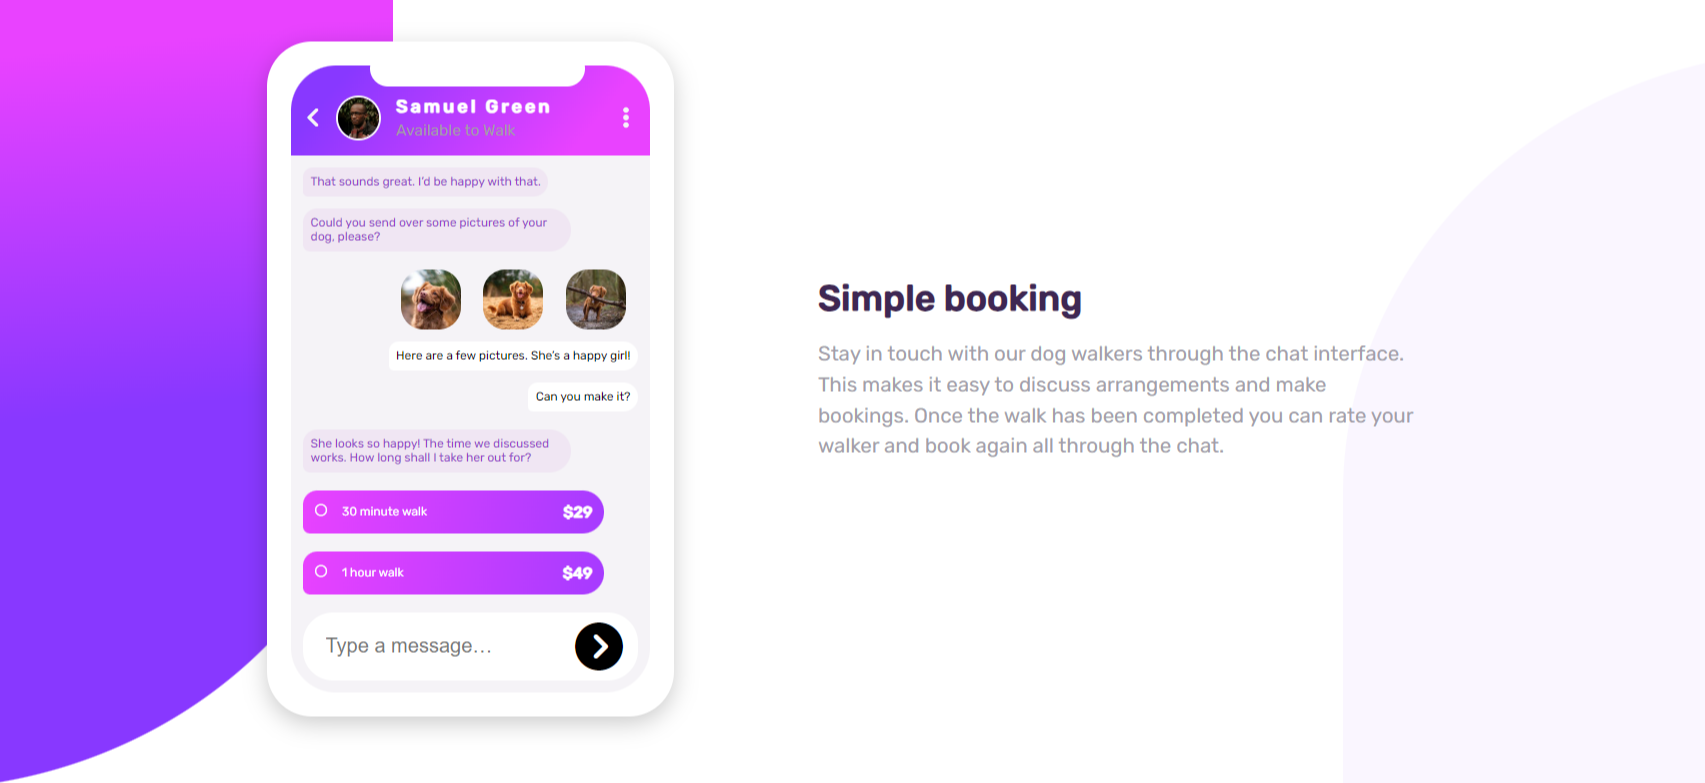 Samuel Green
Available to Walk
That sounds great. I'd be happy with that.
Could you send over some pictures of your
dog, please?
Here are a few pictures. She's a happy girl!
Can you make it?
She looks so happy! The time we discussed
works. How long shall I take her out for?
30 minute walk $29
1 hour walk $49
Type a message…
Simple booking
Stay in touch with our dog walkers through the chat interface.
This makes it easy to discuss arrangements and make
bookings. Once the walk has been completed you can rate your
walker and book again all through the chat.